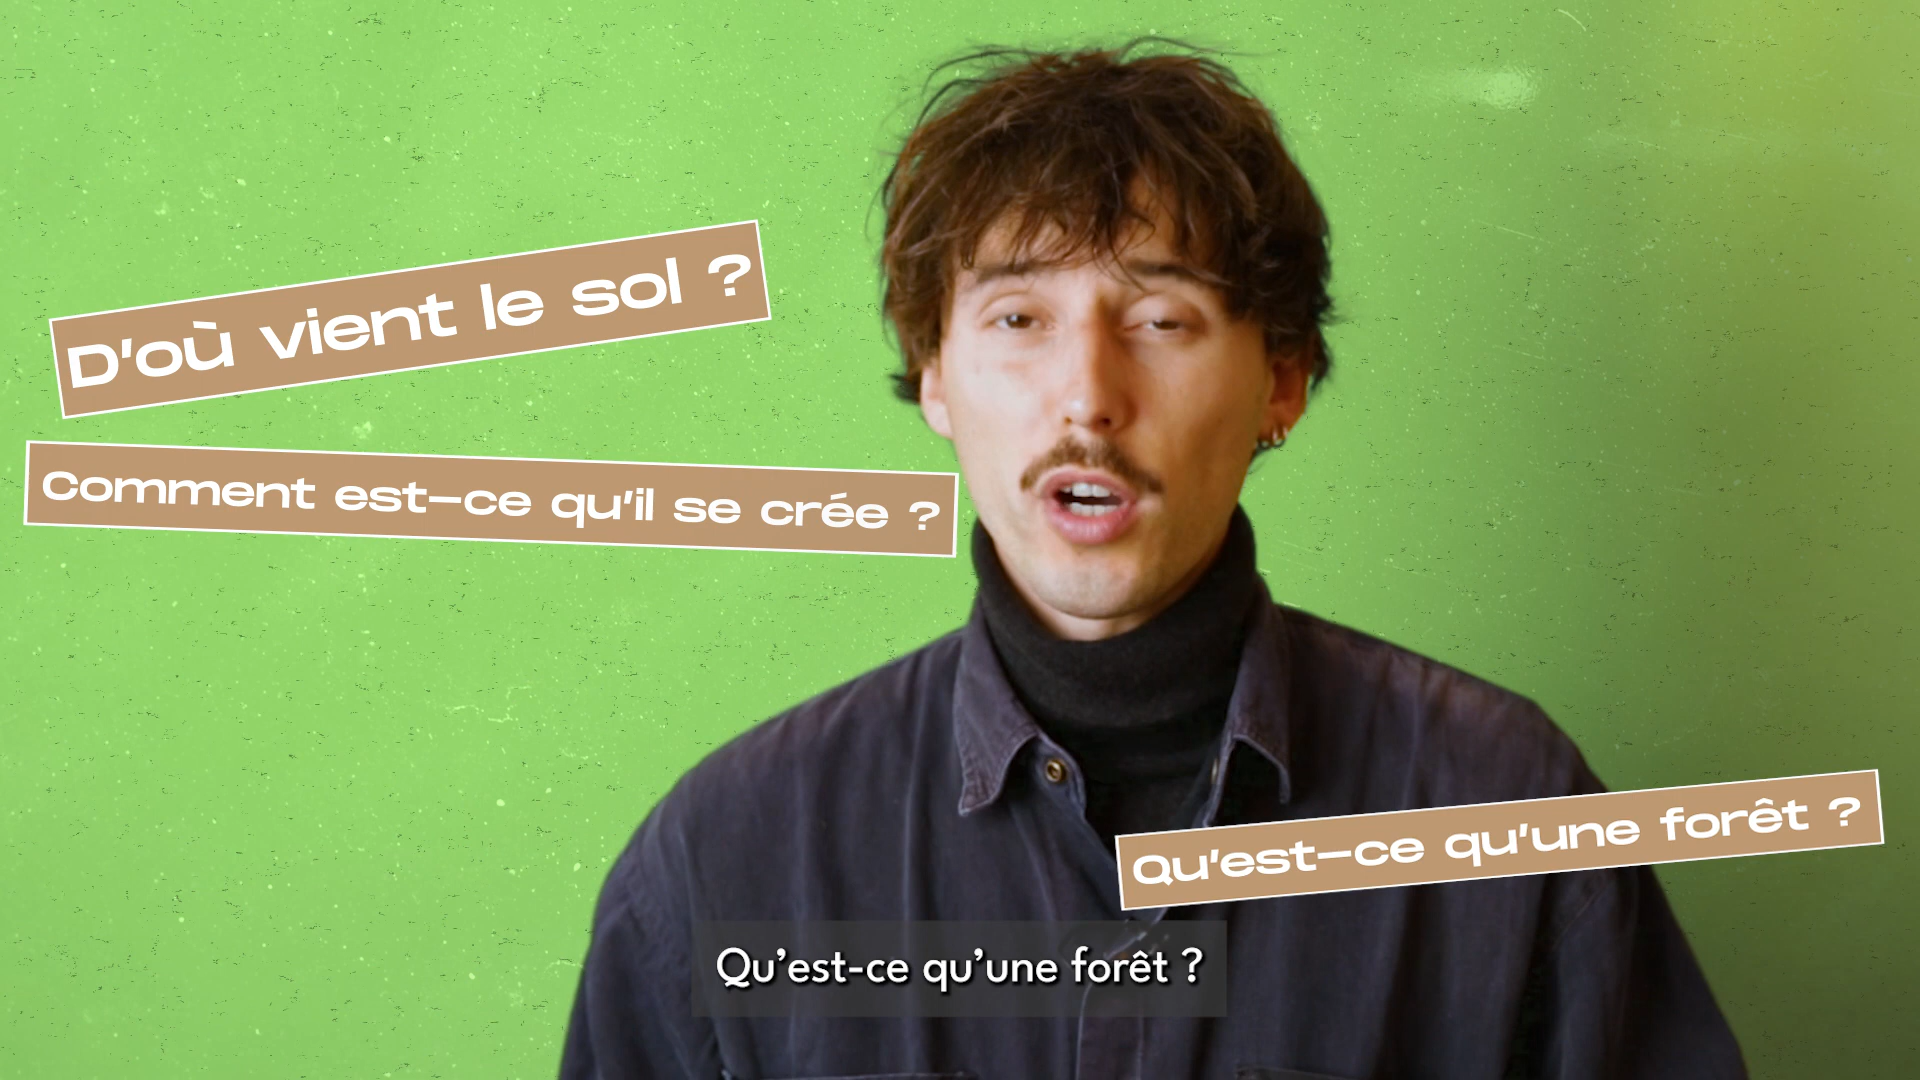 D'où vient le sol ?
Comment est-ce qu'il se crée ?
Qu'est-ce qu'une forêt ?
Qu'est-ce qu'une forêt ?